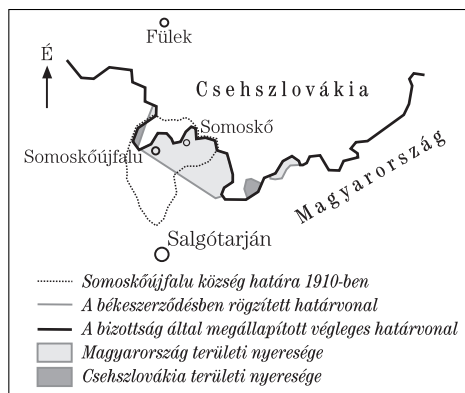 Fülek
É
Csehszlovákia
Somoskő
Somoskőújfalu
Magyarország
Salgótarján
Somoskőújfalu község határa 1910-ben
A békeszerződésben rögzített határvonal
A bizottság által megállapított végleges határvonal
Magyarország területi nyeresége
Csehszlovákia területi nyeresége